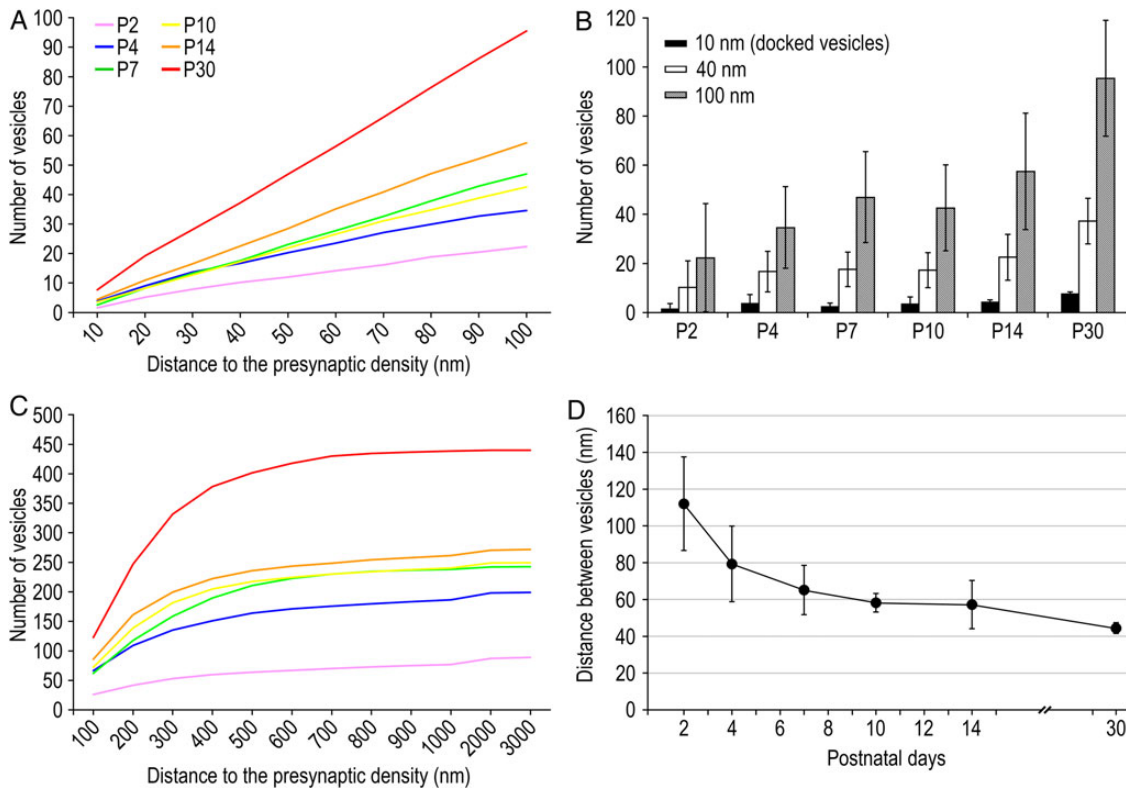 A
P2 P10
P4 P14
P7 P30
Number of vesicles
100
90
80
70
60
50
40
30
20
10
0
10 20 30 40 50 60 70 80 90 100
Distance to the presynaptic density (nm)
B
10 nm (docked vesicles)
40 nm
100 nm
Number of vesicles
120
100
80
60
40
20
0
P2 P4 P7 P10 P14 P30
C
Number of vesicles
500
450
400
350
300
250
200
150
100
50
0
100 200 300 400 500 600 700 800 900 1000 2000 3000
Distance to the presynaptic density (nm)
D
Distance between vesicles (nm)
160
140
120
100
80
60
40
20
0
2 4 6 8 10 12 14 30
Postnatal days